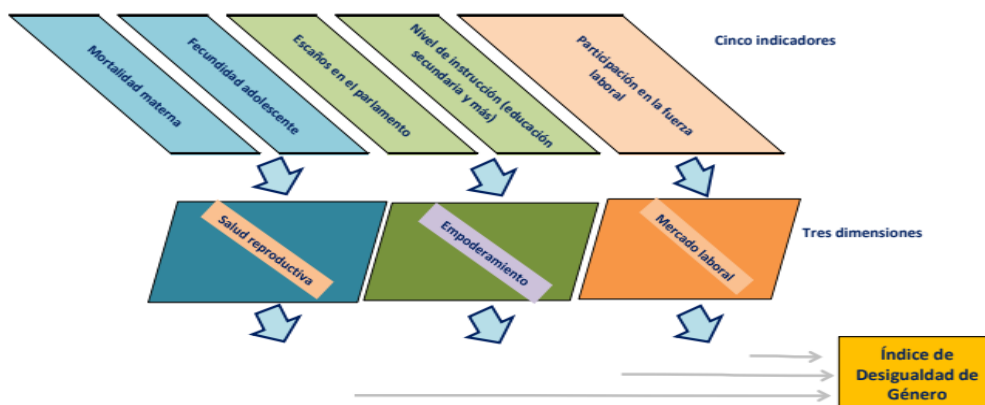 Mortalidad
materna
Fecundidad
adolescente
Escaños en el
parlamento
Nivel de
instrucción (educación
secundaria y más)
Participación en la fuerza
laboral
Cinco indicadores
Salud reproductiva
Empoderamiento
Mercado laboral
Tres dimensiones
Índice de
Desigualdad de
Género